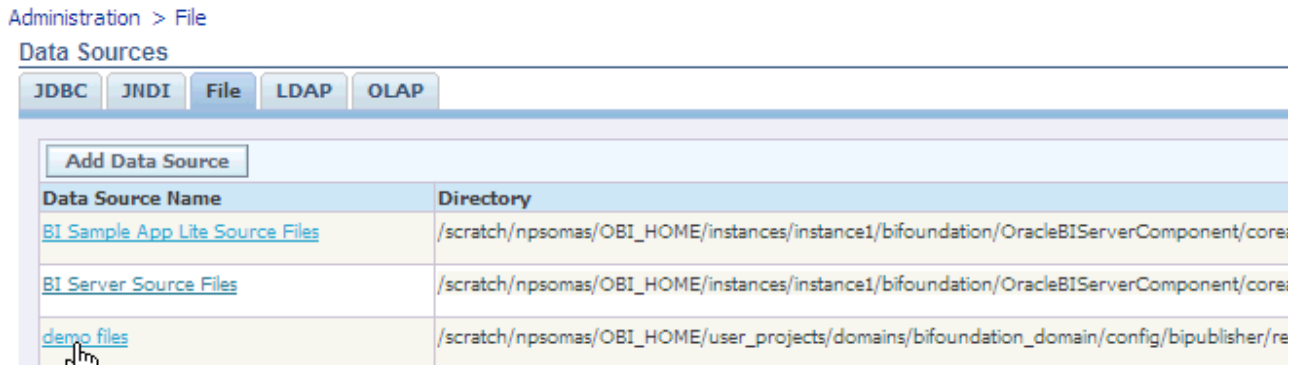 Administration > File
Data Sources
JDBC JNDI File LDAP OLAP
Add Data Source
Data Source Name Directory
BI Sample App Lite Source Files /scratch/npsomas/OBI_HOME/instances/instance1/bifoundation/OracleBIServerComponent/corea
BI Server Source Files /scratch/npsomas/OBI_HOME/instances/instance1/bifoundation/OracleBIServerComponent/corea
demo files /scratch/npsomas/OBI_HOME/user_projects/domains/bifoundation_domain/config/bipublisher/re